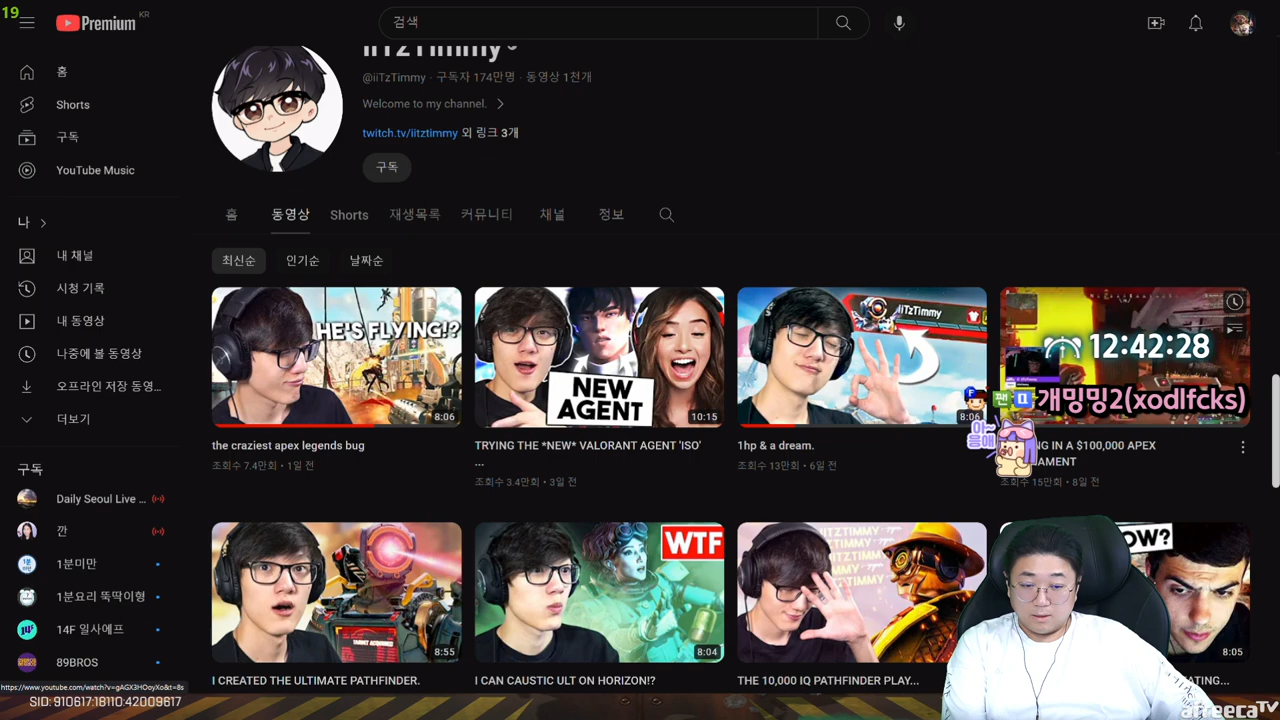 19
Premium KR
검색
홈
Shorts
구독
YouTube Music
나
내 채널
시청 기록
내 동영상
나중에 볼 동영상
오프라인 저장 동영...
더보기
구독
Daily Seoul Live ...
깐
1분미만
1분요리 뚝딱이형
14F 일사에프
89BROS
https://www.youtube.com/watch?v=gAGX3HOoyXo&t=8s
SID: 910617:18110:42009617
iiTzTimmy
@iiTzTimmy · 구독자 174만명 · 동영상 1천개
Welcome to my channel.
twitch.tv/iitztimmy 외 링크 3개
구독
홈
동영상
Shorts
재생목록
커뮤니티
채널
정보
최신순
인기순
날짜순
HE'S FLYING!?
8:06
the craziest apex legends bug
조회수 7.4만회 · 1일 전
NEW
AGENT
10:15
TRYING THE *NEW* VALORANT AGENT 'ISO'
...
조회수 3.4만회 · 3일 전
iiTzTimmy
8:06
1hp & a dream.
조회수 13만회 · 6일 전
12:42:28
팬
개밍밍2(xodlfcks)
아~
응애
IN A $100,000 APEX
조회수 15만회 · 8일 전
8:55
I CREATED THE ULTIMATE PATHFINDER.
WTF
8:04
I CAN CAUSTIC ULT ON HORIZON!?
IITZTIMMY
THE 10,000 IQ PATHFINDER PLAY...
OW?
8:05
afreecaTV